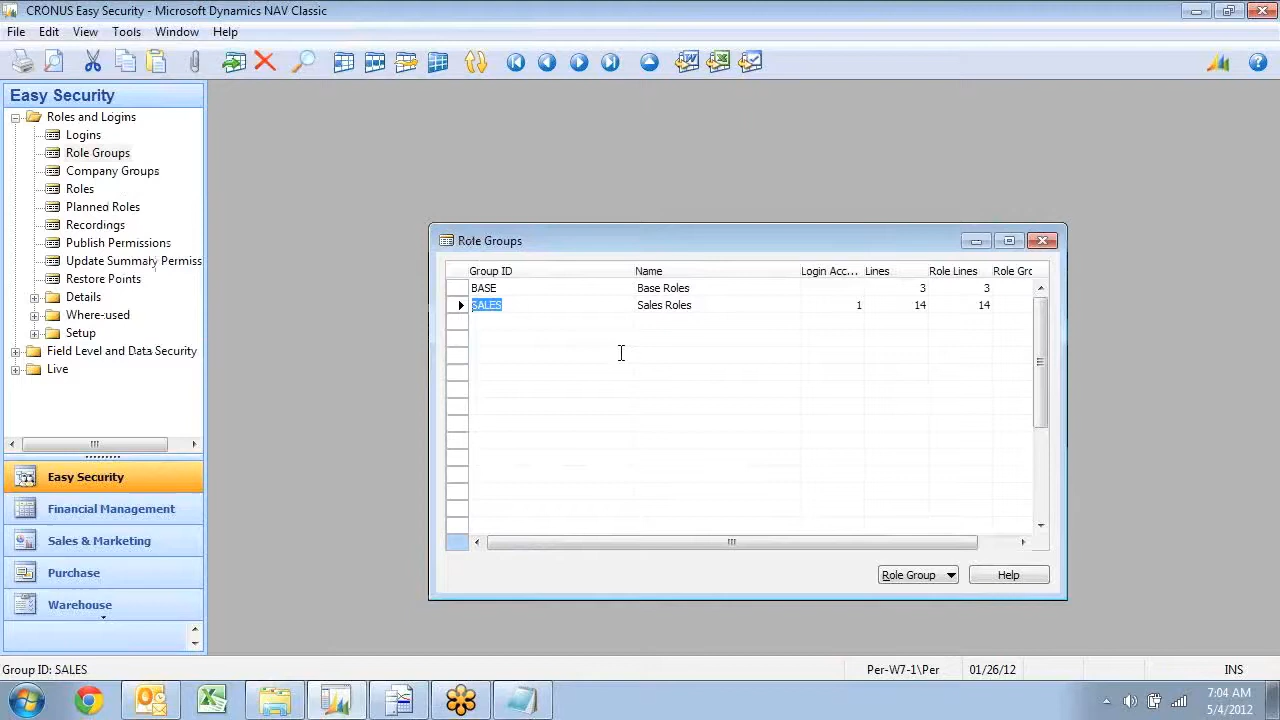 CRONUS Easy Security - Microsoft Dynamics NAV Classic
File Edit View Tools Window Help
Easy Security
Roles and Logins
Logins
Role Groups
Company Groups
Roles
Planned Roles
Recordings
Publish Permissions
Update Summary Permiss
Restore Points
Details
Where-used
Setup
Field Level and Data Security
Live
Easy Security
Financial Management
Sales & Marketing
Purchase
Warehouse
Role Groups
Group ID Name Login Acc... Lines Role Lines Role Grc
BASE Base Roles 3 3
SALES Sales Roles 1 14 14
Role Group Help
Group ID: SALES Per-W7-1\Per 01/26/12 INS
7:04 AM
5/4/2012